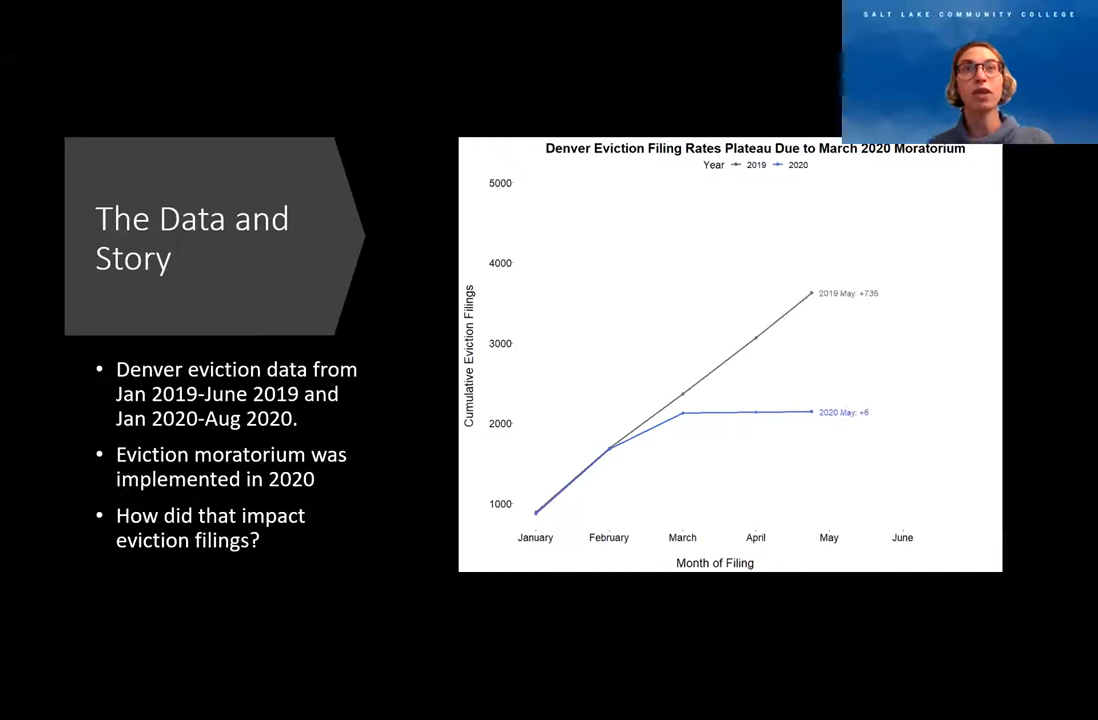 SALT LAKE COMMUNITY COLLEGE
The Data and
Story
• Denver eviction data from
Jan 2019-June 2019 and
Jan 2020-Aug 2020.
• Eviction moratorium was
implemented in 2020
• How did that impact
eviction filings?
Denver Eviction Filing Rates Plateau Due to March 2020 Moratorium
Year 2019 2020
5000
4000
3000
2000
1000
Cumulative Eviction Filings
2019 May: +736
2020 May: +6
January February March April May June
Month of Filing